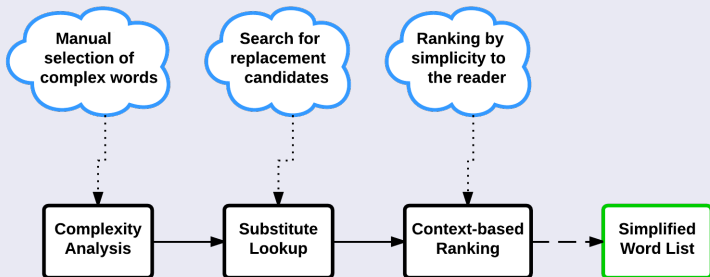 Manual
selection of
complex words
Search for
replacement
candidates
Ranking by
simplicity to
the reader
Complexity
Analysis
Substitute
Lookup
Context-based
Ranking
Simplified
Word List